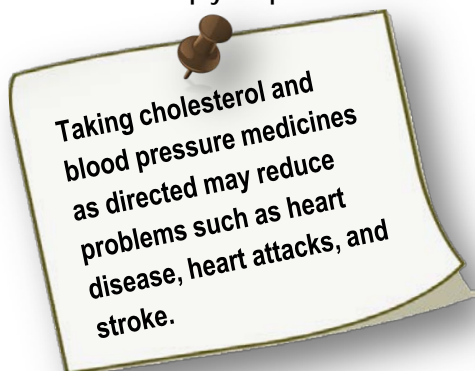 Taking cholesterol and
blood pressure medicines
as directed may reduce
problems such as heart
disease, heart attacks, and
stroke.